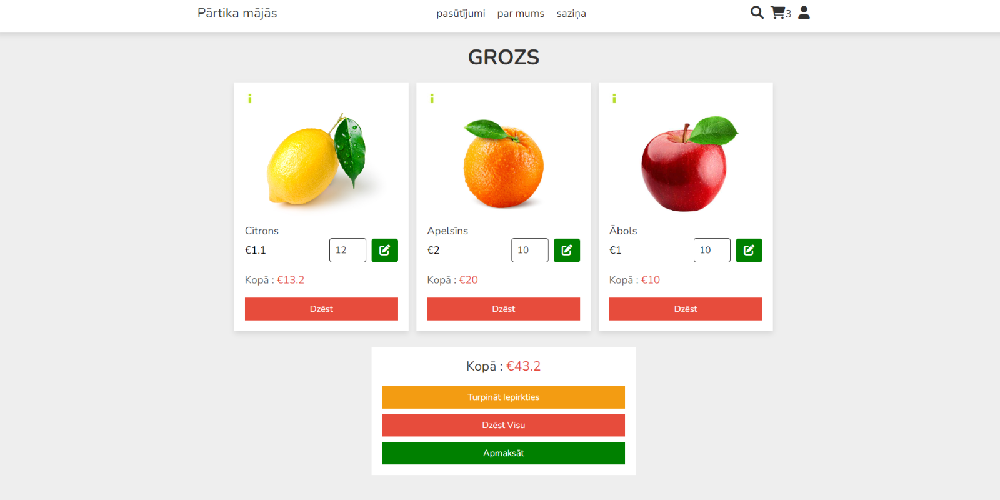 Pārtika mājās
pasūtījumi par mums saziņa
3
GROZS
Citrons
€1.1 12
Kopā : €13.2
Dzēst
Apelsīns
€2 10
Kopā : €20
Dzēst
Ābols
€1 10
Kopā : €10
Dzēst
Kopā : €43.2
Turpināt Iepirkties
Dzēst Visu
Apmaksāt